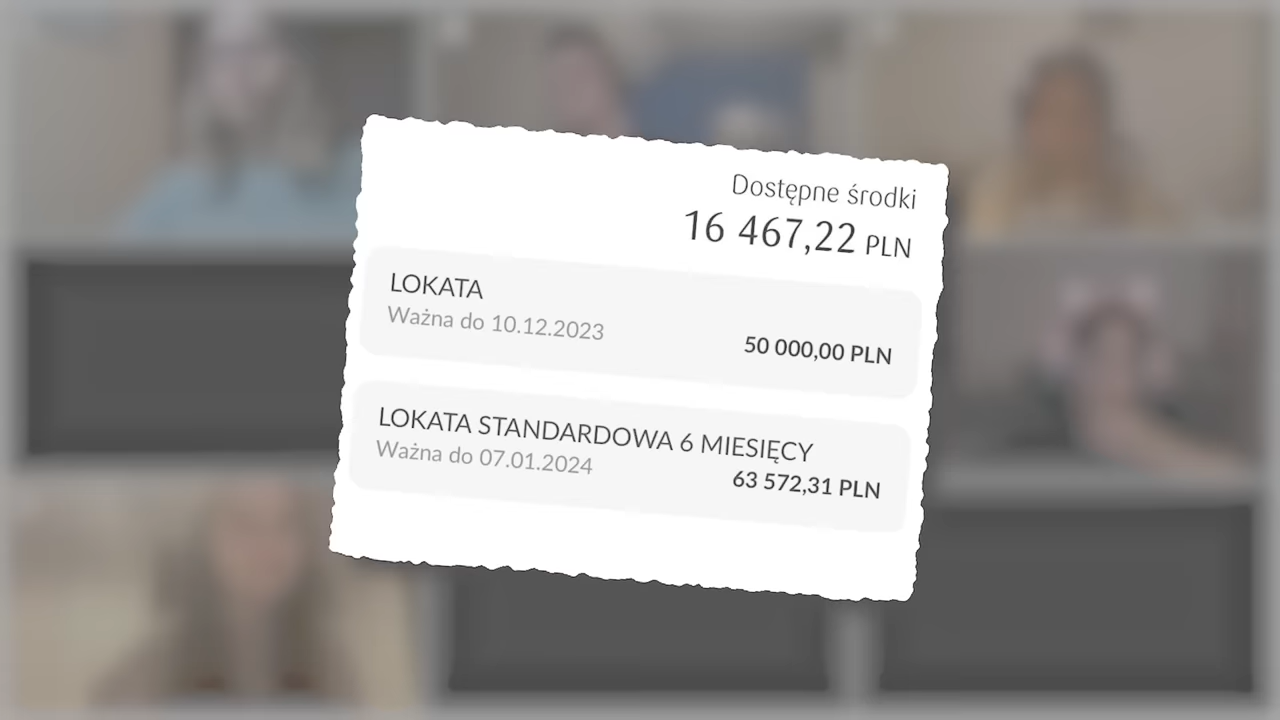 Dostępne środki
16 467,22 PLN
LOKATA
Ważna do 10.12.2023
50 000,00 PLN
LOKATA STANDARDOWA 6 MIESIĘCY
Ważna do 07.01.2024
63 572,31 PLN